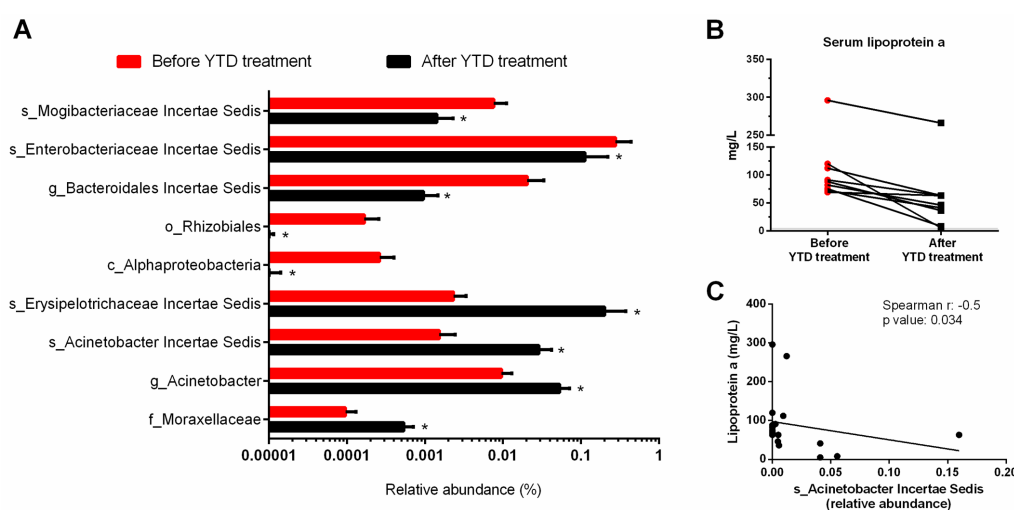 A
Before YTD treatment
After YTD treatment
s_Mogibacteriaceae Incertae Sedis
s_Enterobacteriaceae Incertae Sedis
g_Bacteroidales Incertae Sedis
o_Rhizobiales
c_Alphaproteobacteria
s_Erysipelotrichaceae Incertae Sedis
s_Acinetobacter Incertae Sedis
g_Acinetobacter
f_Moraxellaceae
*
*
*
*
*
*
*
*
*
0.00001 0.0001 0.001 0.01 0.1 1
Relative abundance (%)
B
Serum lipoprotein a
mg/L
350
300
250
150
100
50
0
Before
YTD treatment
After
YTD treatment
C
Spearman r: -0.5
p value: 0.034
Lipoprotein a (mg/L)
400
300
200
100
0
0.00 0.05 0.10 0.15 0.20
s_Acinetobacter Incertae Sedis
(relative abundance)